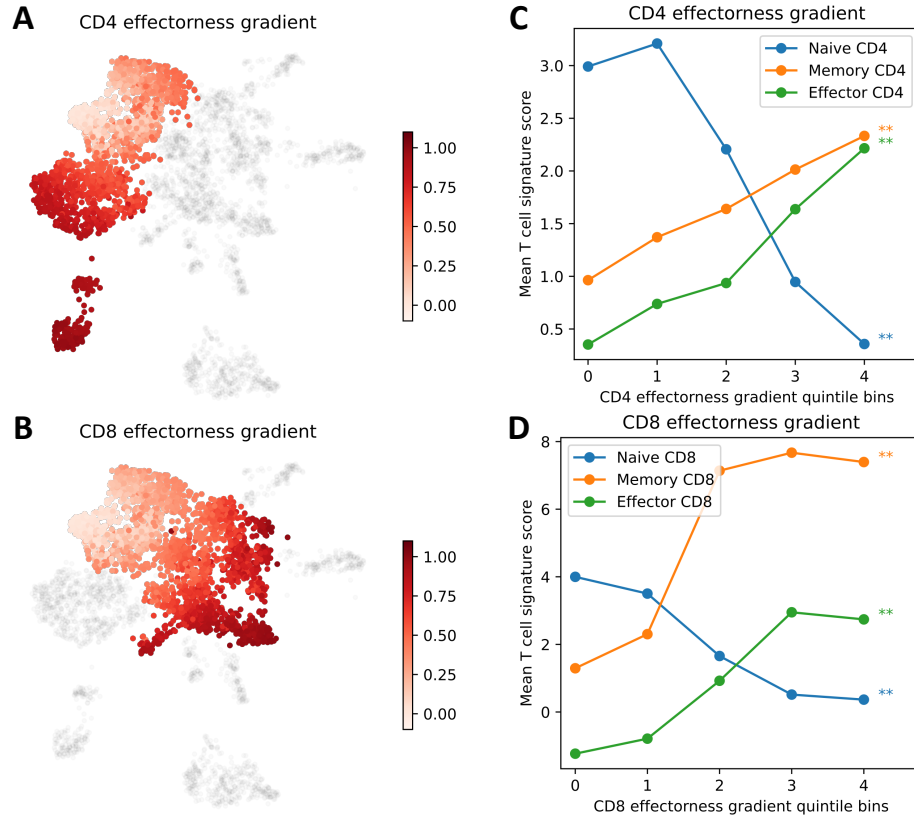 A
CD4 effectorness gradient
1.00
0.75
0.50
0.25
0.00
B
CD8 effectorness gradient
1.00
0.75
0.50
0.25
0.00
C
CD4 effectorness gradient
Naive CD4
Memory CD4
Effector CD4
Mean T cell signature score
3.0
2.5
2.0
1.5
1.0
0.5
**
**
**
0 1 2 3 4
CD4 effectorness gradient quintile bins
D
CD8 effectorness gradient
Naive CD8
Memory CD8
Effector CD8
Mean T cell signature score
8
6
4
2
0
**
**
**
0 1 2 3 4
CD8 effectorness gradient quintile bins